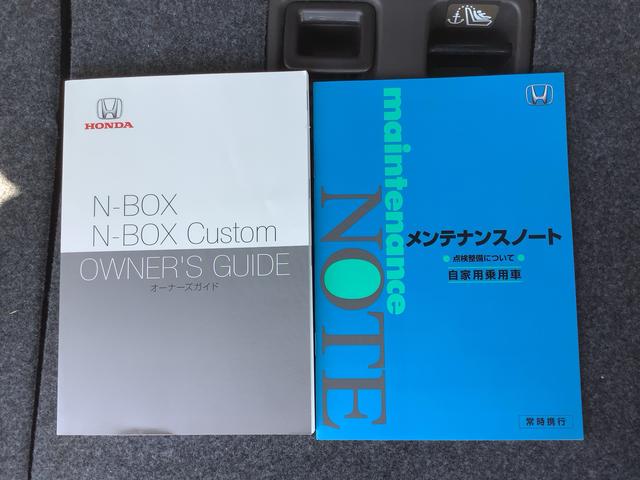 HONDA
N-BOX
N-BOX Custom
OWNER'S GUIDE
オーナーズガイド
maintenance
NOTE
メンテナンスノート
点検整備について
自家用乗用車
常時携行